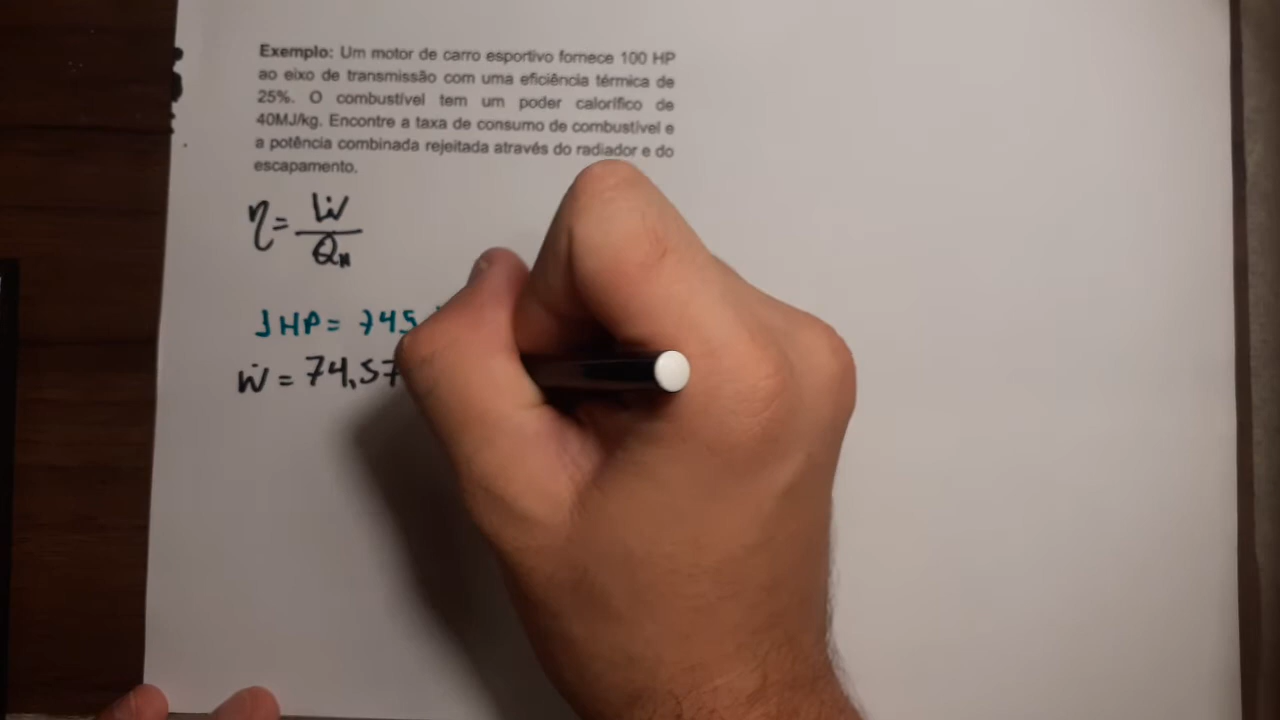 Exemplo: Um motor de carro esportivo fornece 100 HP
ao eixo de transmissão com uma eficiência térmica de
25%. O combustível tem um poder calorífico de
40MJ/kg. Encontre a taxa de consumo de combustível e
a potência combinada rejeitada através do radiador e do
escapamento.
η = Ẇ / Q̇H
1 HP = 745
Ẇ = 74,57